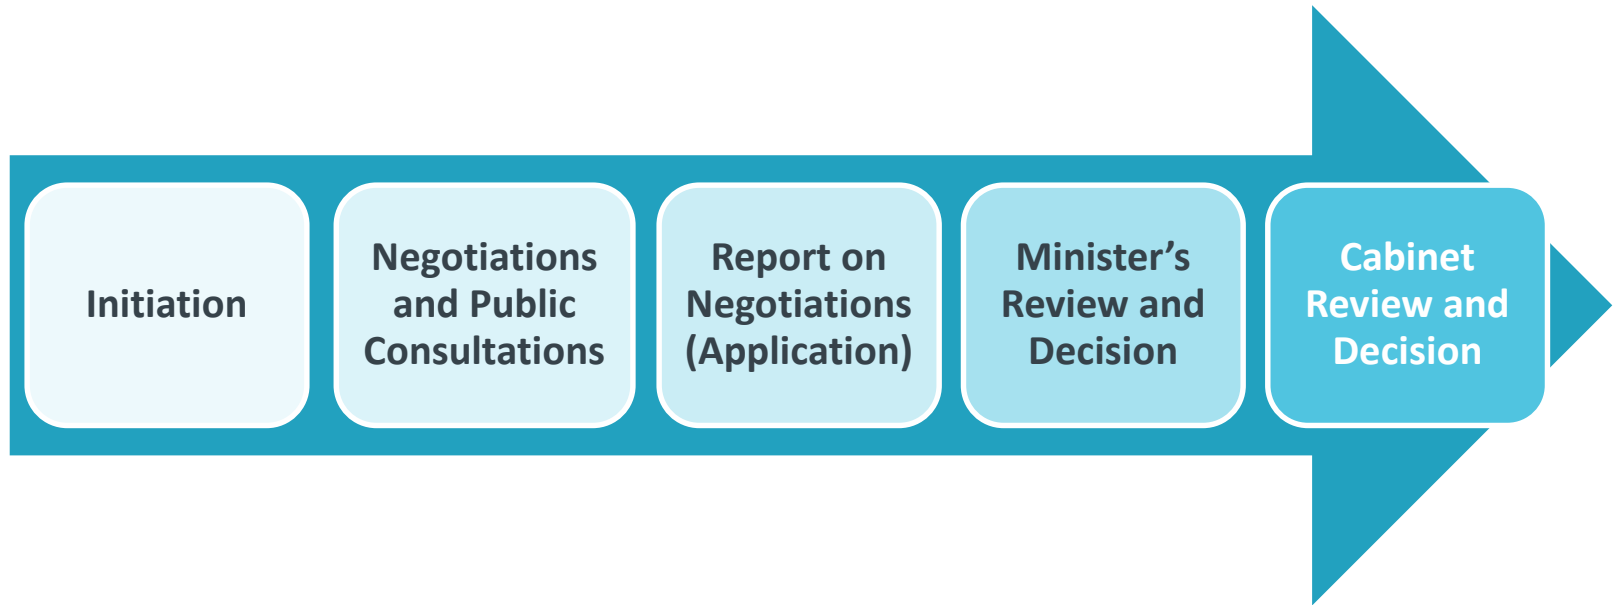 Initiation
Negotiations
and Public
Consultations
Report on
Negotiations
(Application)
Minister’s
Review and
Decision
Cabinet
Review and
Decision